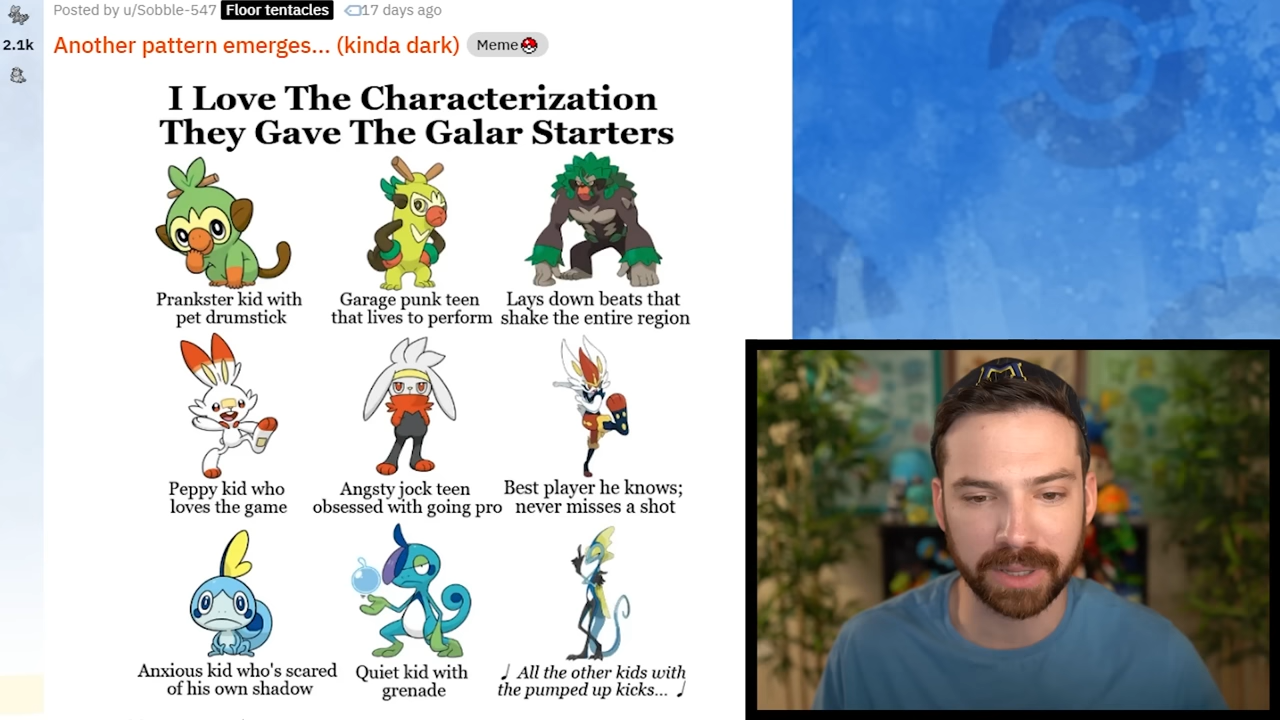 Posted by u/Sobble-547 Floor tentacles 17 days ago
2.1k
Another pattern emerges... (kinda dark) Meme
I Love The Characterization
They Gave The Galar Starters
Prankster kid with
pet drumstick
Garage punk teen
that lives to perform
Lays down beats that
shake the entire region
Peppy kid who
loves the game
Angsty jock teen
obsessed with going pro
Best player he knows;
never misses a shot
Anxious kid who's scared
of his own shadow
Quiet kid with
grenade
♩ All the other kids with
the pumped up kicks... ♩